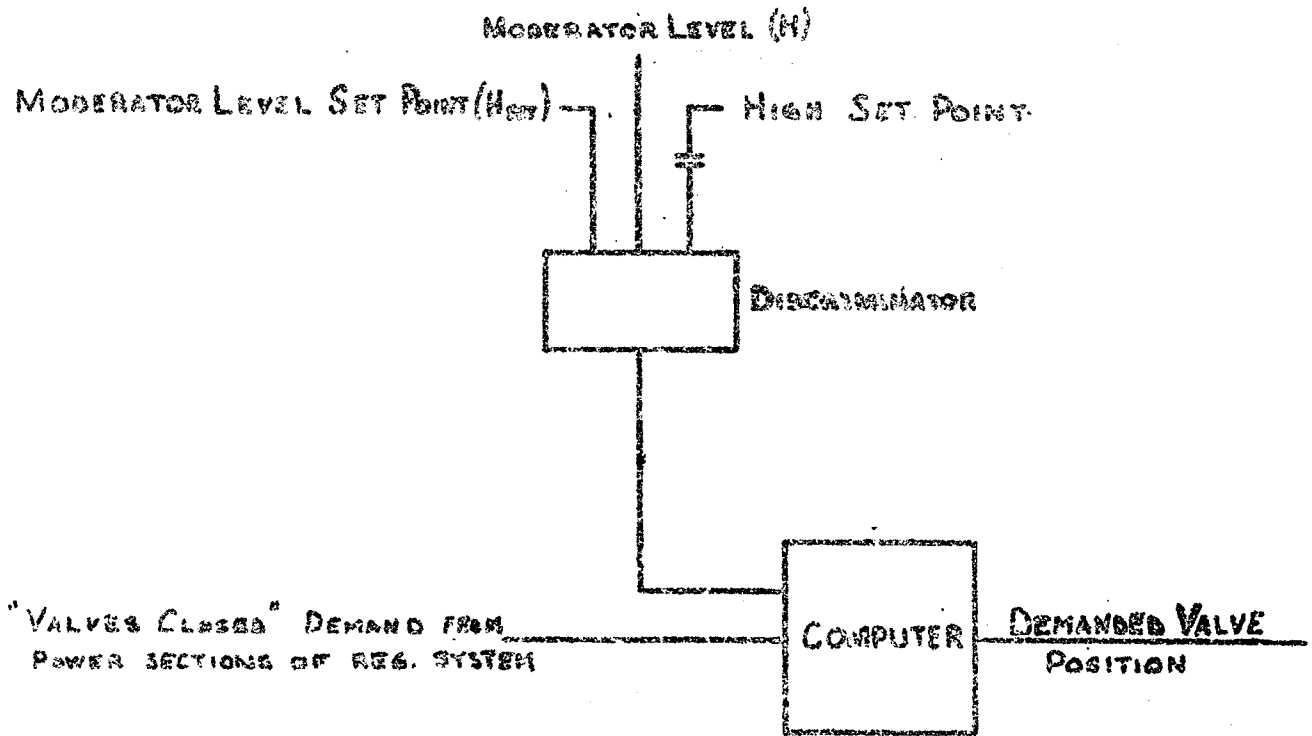 MODERATOR LEVEL (H)
MODERATOR LEVEL SET POINT (HSET)
HIGH SET POINT.
DISCRIMINATOR
"VALVES CLOSED" DEMAND FROM
POWER SECTIONS OF REG. SYSTEM
COMPUTER
DEMANDED VALVE
POSITION